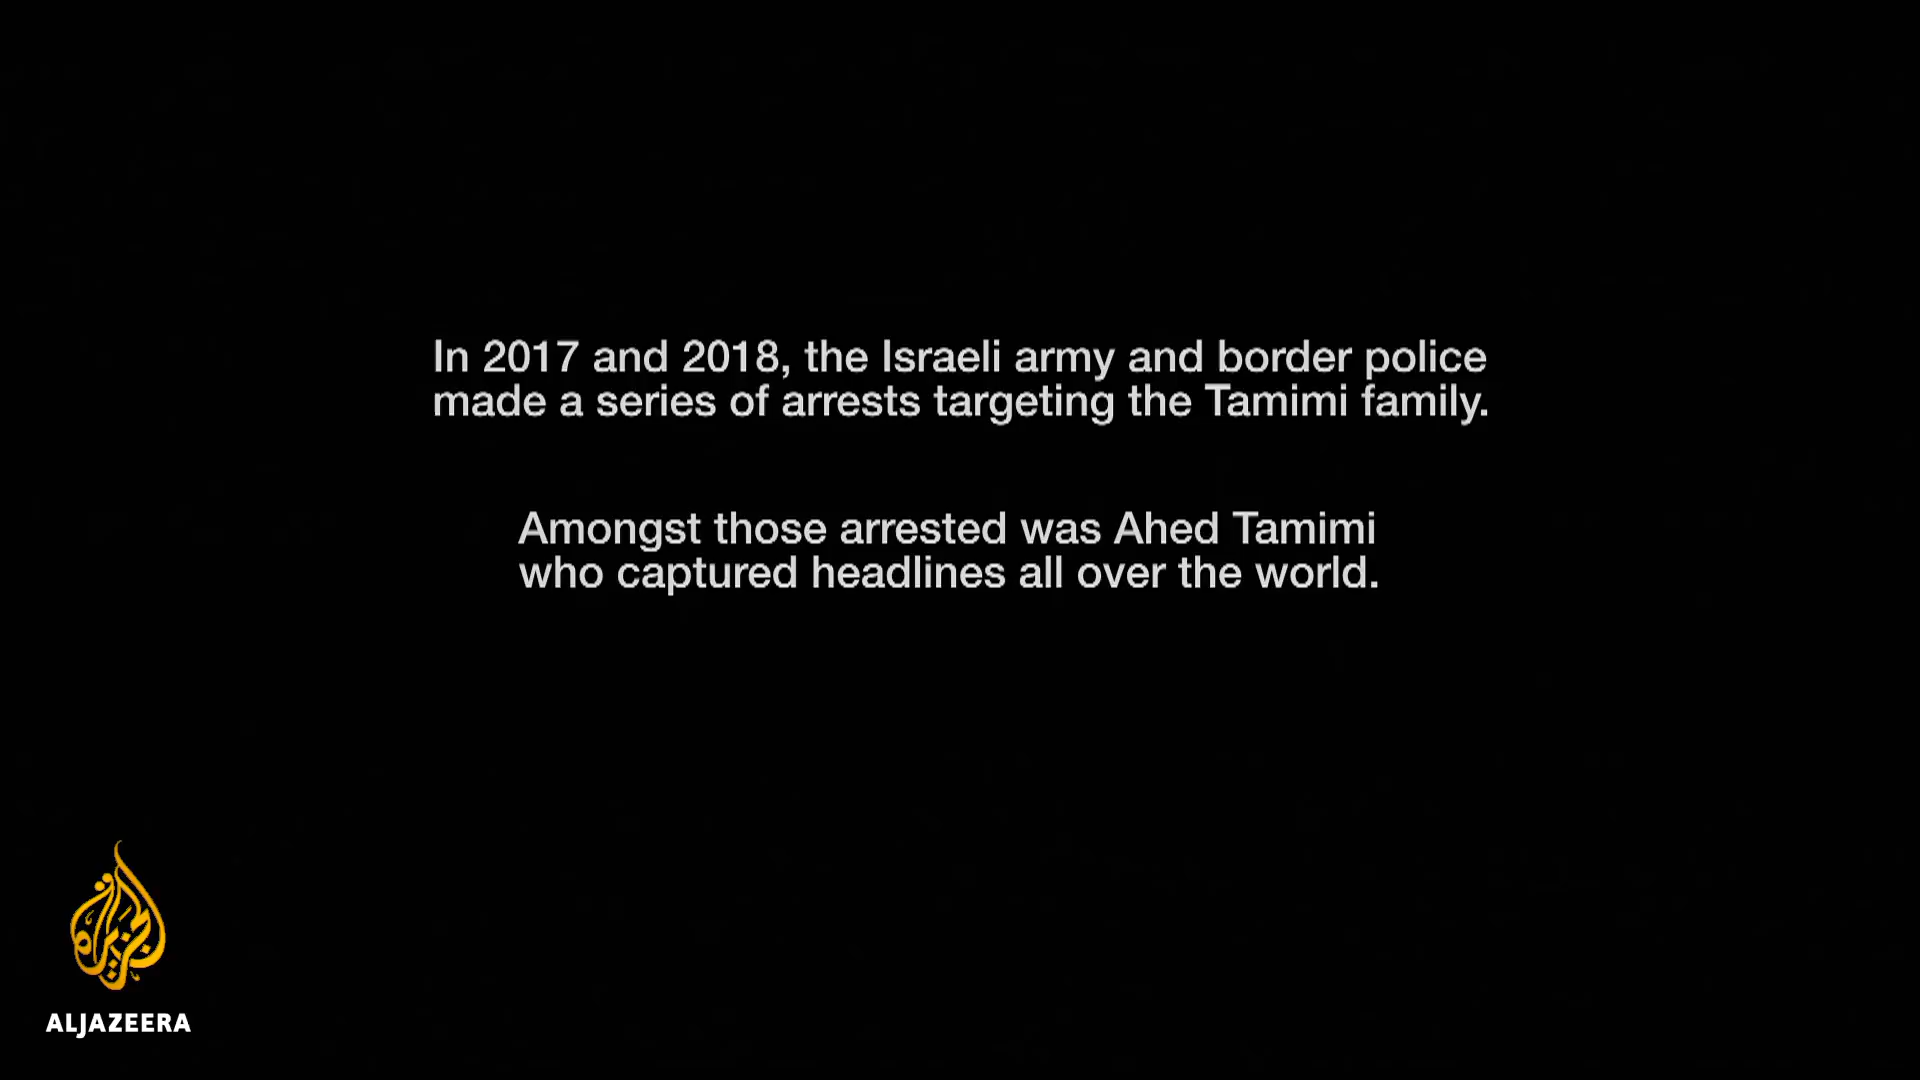 In 2017 and 2018, the Israeli army and border police
made a series of arrests targeting the Tamimi family.
Amongst those arrested was Ahed Tamimi
who captured headlines all over the world.
الجزيرة
ALJAZEERA